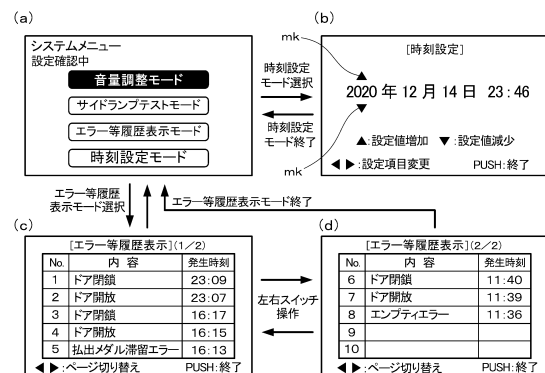 (a)
システムメニュー
設定確認中
音量調整モード
サイドランプテストモード
エラー等履歴表示モード
時刻設定モード
時刻設定
モード選択
時刻設定
モード終了
(b)
mk
[時刻設定]
2020 年 12 月 14 日 23:46
▲:設定値増加 ▼:設定値減少
◀ ▶:設定項目変更 PUSH:終了
mk
エラー等履歴
表示モード選択
エラー等履歴表示モード終了
(c)
[エラー等履歴表示](1/2)
No. 内 容 発生時刻
1 ドア閉鎖 23:09
2 ドア開放 23:07
3 ドア閉鎖 16:17
4 ドア開放 16:15
5 払出メダル滞留エラー 16:13
◀ ▶:ページ切り替え PUSH:終了
左右スイッチ
操作
(d)
[エラー等履歴表示](2/2)
No. 内 容 発生時刻
6 ドア閉鎖 11:40
7 ドア開放 11:39
8 エンプティエラー 11:36
9
10
◀ ▶:ページ切り替え PUSH:終了